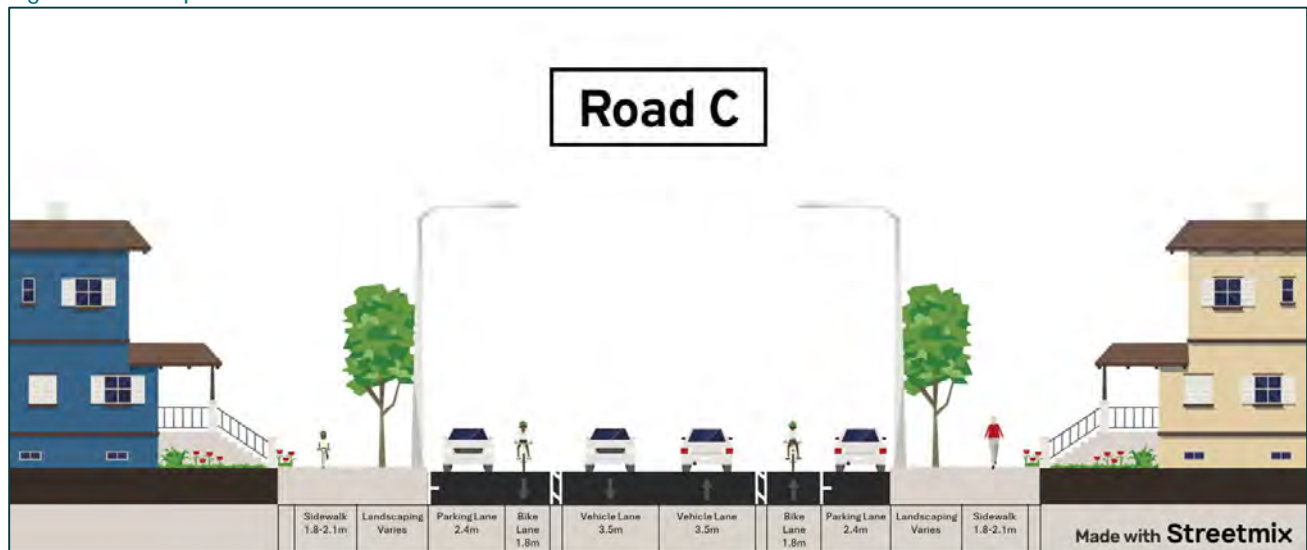 Road C
Sidewalk
1.8-2.1m
Landscaping
Varies
Parking Lane
2.4m
Bike
Lane
1.8m
Vehicle Lane
3.5m
Vehicle Lane
3.5m
Bike
Lane
1.8m
Parking Lane
2.4m
Landscaping
Varies
Sidewalk
1.8-2.1m
Made with Streetmix